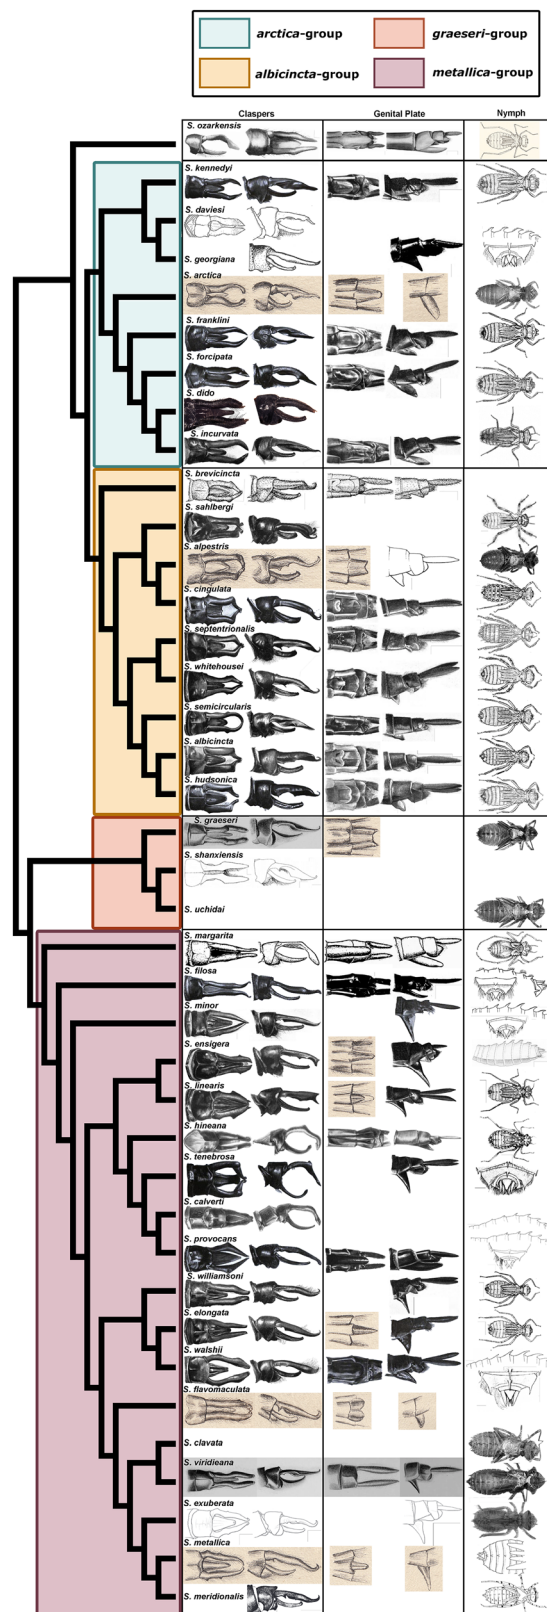 arctica-group
graeseri-group
albicincta-group
metallica-group
Claspers
Genital Plate
Nymph
S. ozarkensis
S. kennedyi
S. daviesi
S. georgiana
S. arctica
S. franklini
S. forcipata
S. dido
S. incurvata
S. brevicincta
S. sahlbergi
S. alpestris
S. cingulata
S. septentrionalis
S. whitehousei
S. semicircularis
S. albicincta
S. hudsonica
S. graeseri
S. shanxiensis
S. uchidai
S. margarita
S. filosa
S. minor
S. ensigera
S. linearis
S. hineana
S. tenebrosa
S. calverti
S. provocans
S. williamsoni
S. elongata
S. walshii
S. flavomaculata
S. clavata
S. viridieana
S. exuberata
S. metallica
S. meridionalis